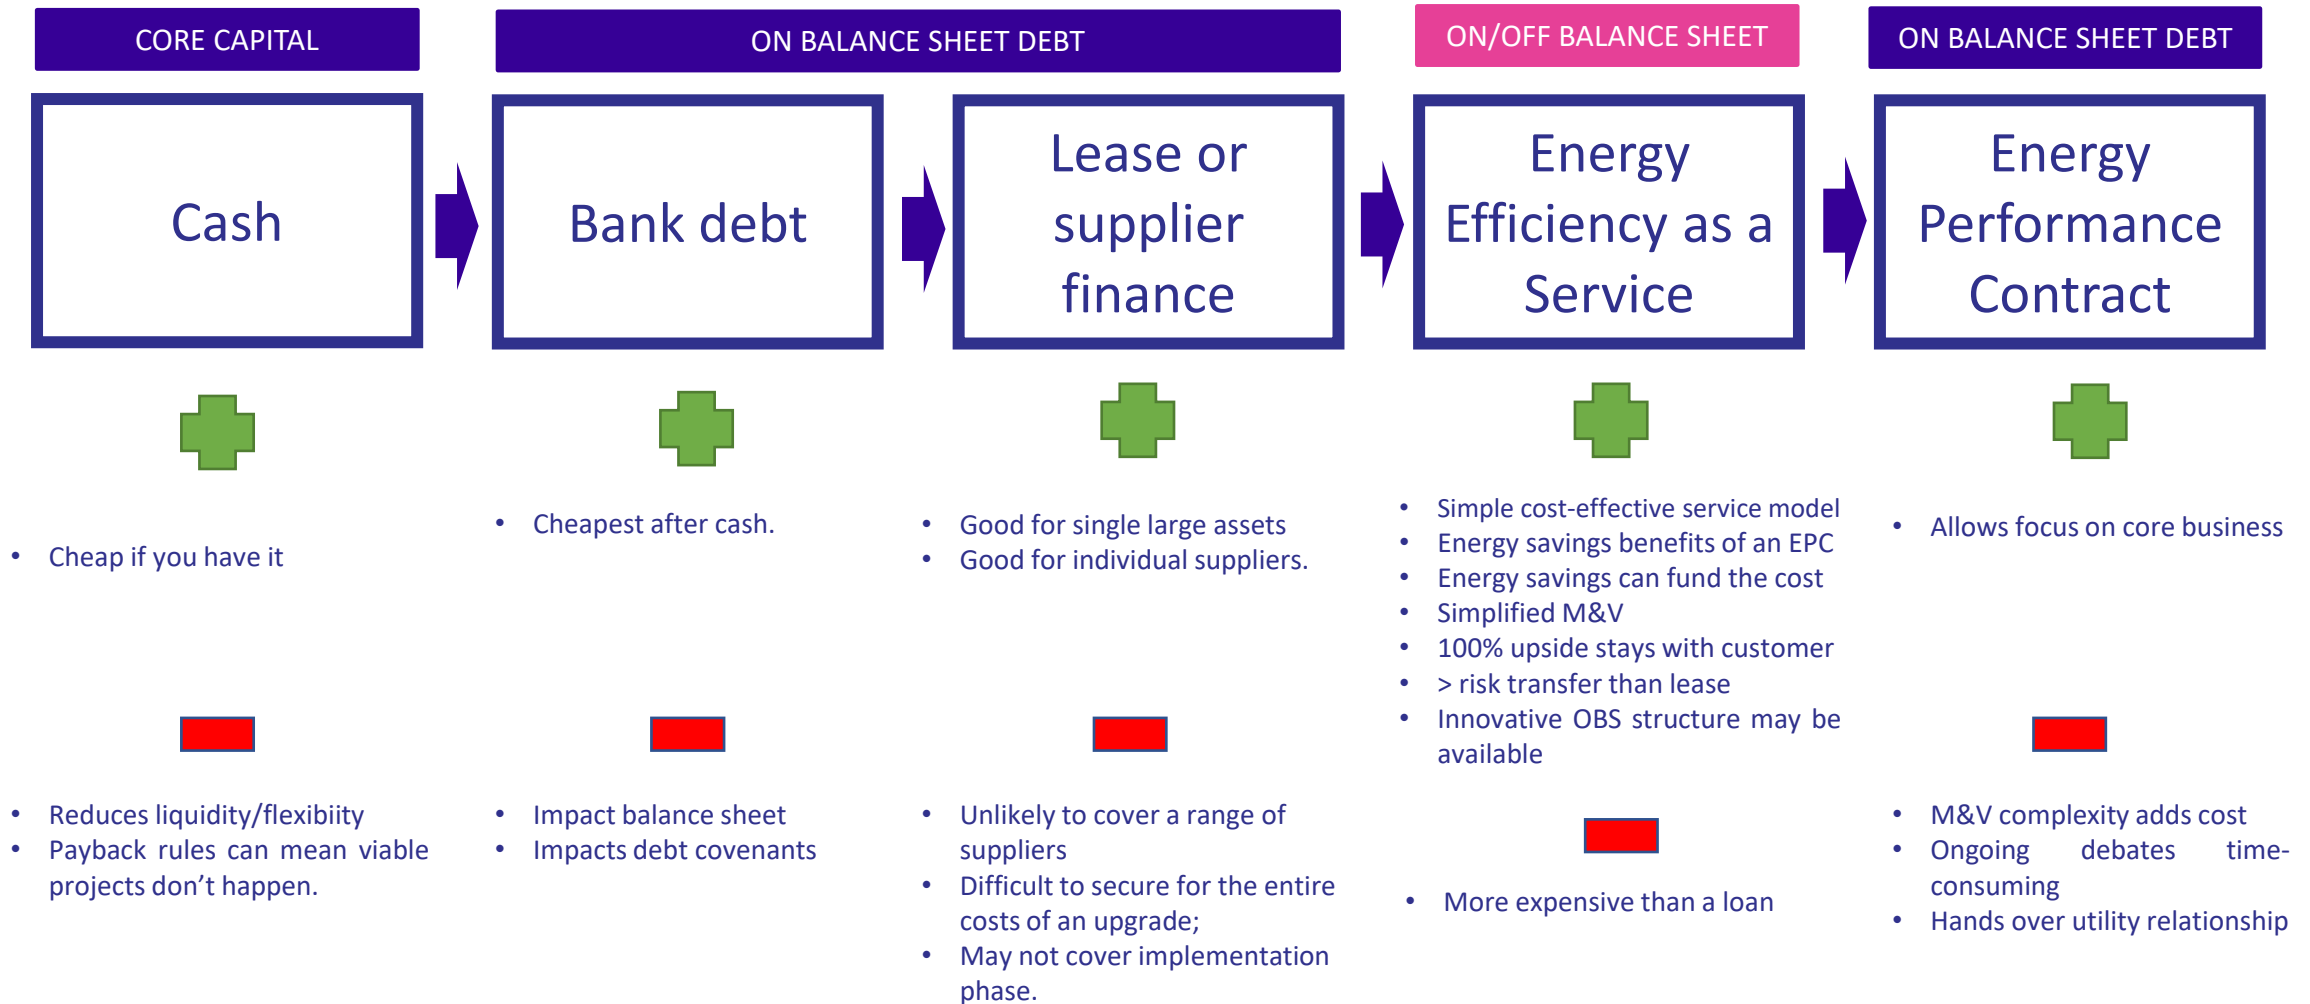 CORE CAPITAL
ON BALANCE SHEET DEBT
ON/OFF BALANCE SHEET
ON BALANCE SHEET DEBT
Cash
Bank debt
Lease or
supplier
finance
Energy
Efficiency as a
Service
Energy
Performance
Contract
• Cheap if you have it
• Cheapest after cash.
• Good for single large assets
• Good for individual suppliers.
• Simple cost-effective service model
• Energy savings benefits of an EPC
• Energy savings can fund the cost
• Simplified M&V
• 100% upside stays with customer
• > risk transfer than lease
• Innovative OBS structure may be
available
• Allows focus on core business
• Reduces liquidity/flexibiity
• Payback rules can mean viable
projects don’t happen.
• Impact balance sheet
• Impacts debt covenants
• Unlikely to cover a range of
suppliers
• Difficult to secure for the entire
costs of an upgrade;
• May not cover implementation
phase.
• More expensive than a loan
• M&V complexity adds cost
• Ongoing debates time-
consuming
• Hands over utility relationship